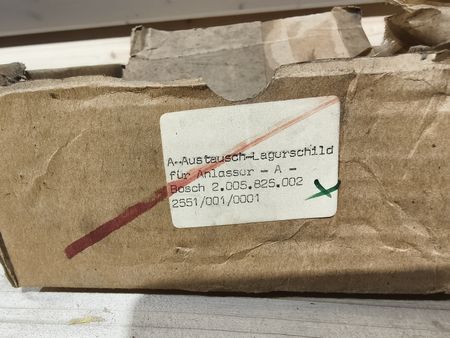 A-Austausch-Lagerschild
für Anlasser - A -
Bosch 2.005.825.002
2551/001/0001